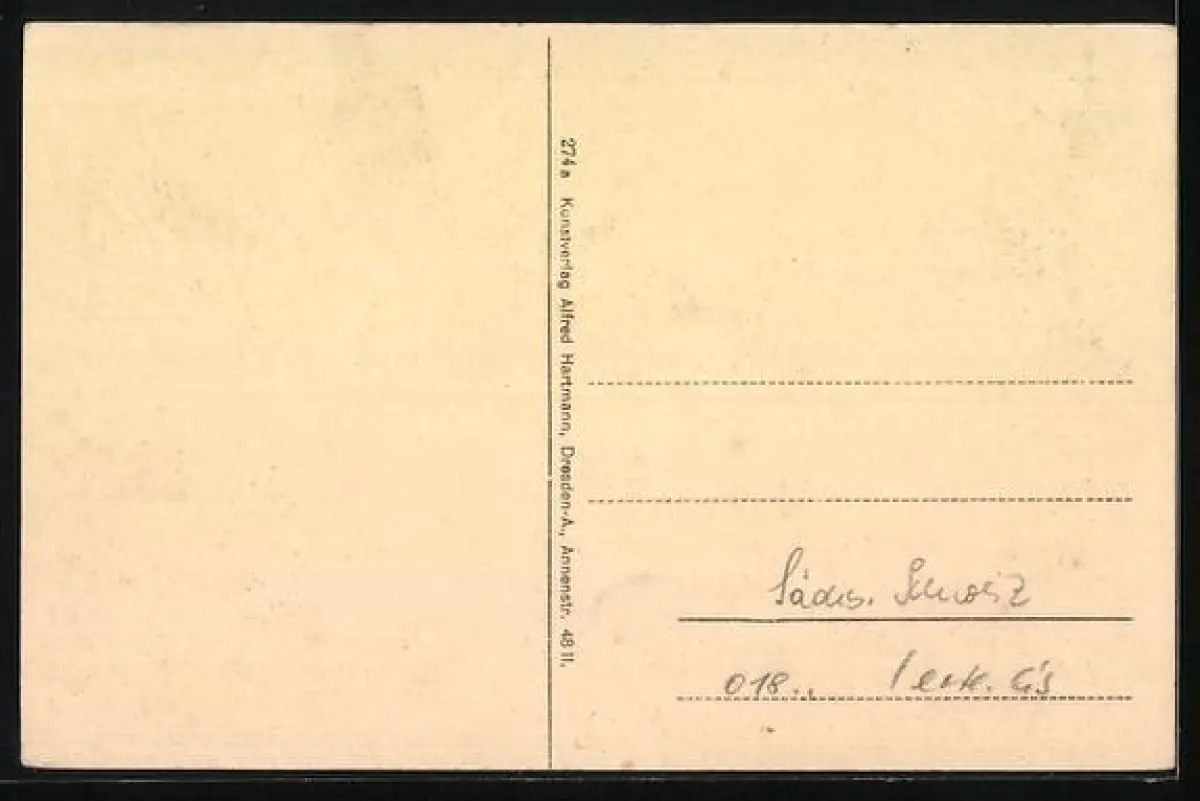 274a Kunstverlag Alfred Hartmann, Dresden-A., Annenstr. 48 II.
Sächs. Schweiz
018..